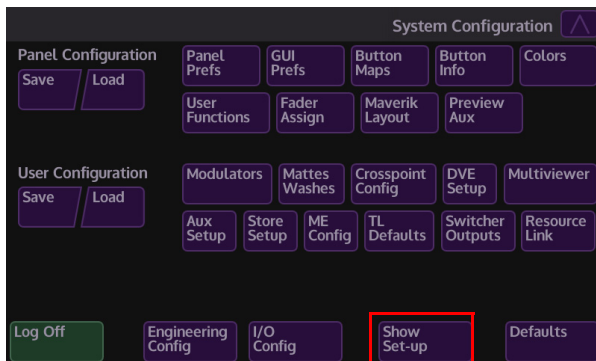 System Configuration
Panel Configuration
Save
Load
Panel
Prefs
GUI
Prefs
Button
Maps
Button
Info
Colors
User
Functions
Fader
Assign
Maverik
Layout
Preview
Aux
User Configuration
Save
Load
Modulators
Mattes
Washes
Crosspoint
Config
DVE
Setup
Multiviewer
Aux
Setup
Store
Setup
ME
Config
TL
Defaults
Switcher
Outputs
Resource
Link
Log Off
Engineering
Config
I/O
Config
Show
Set-up
Defaults